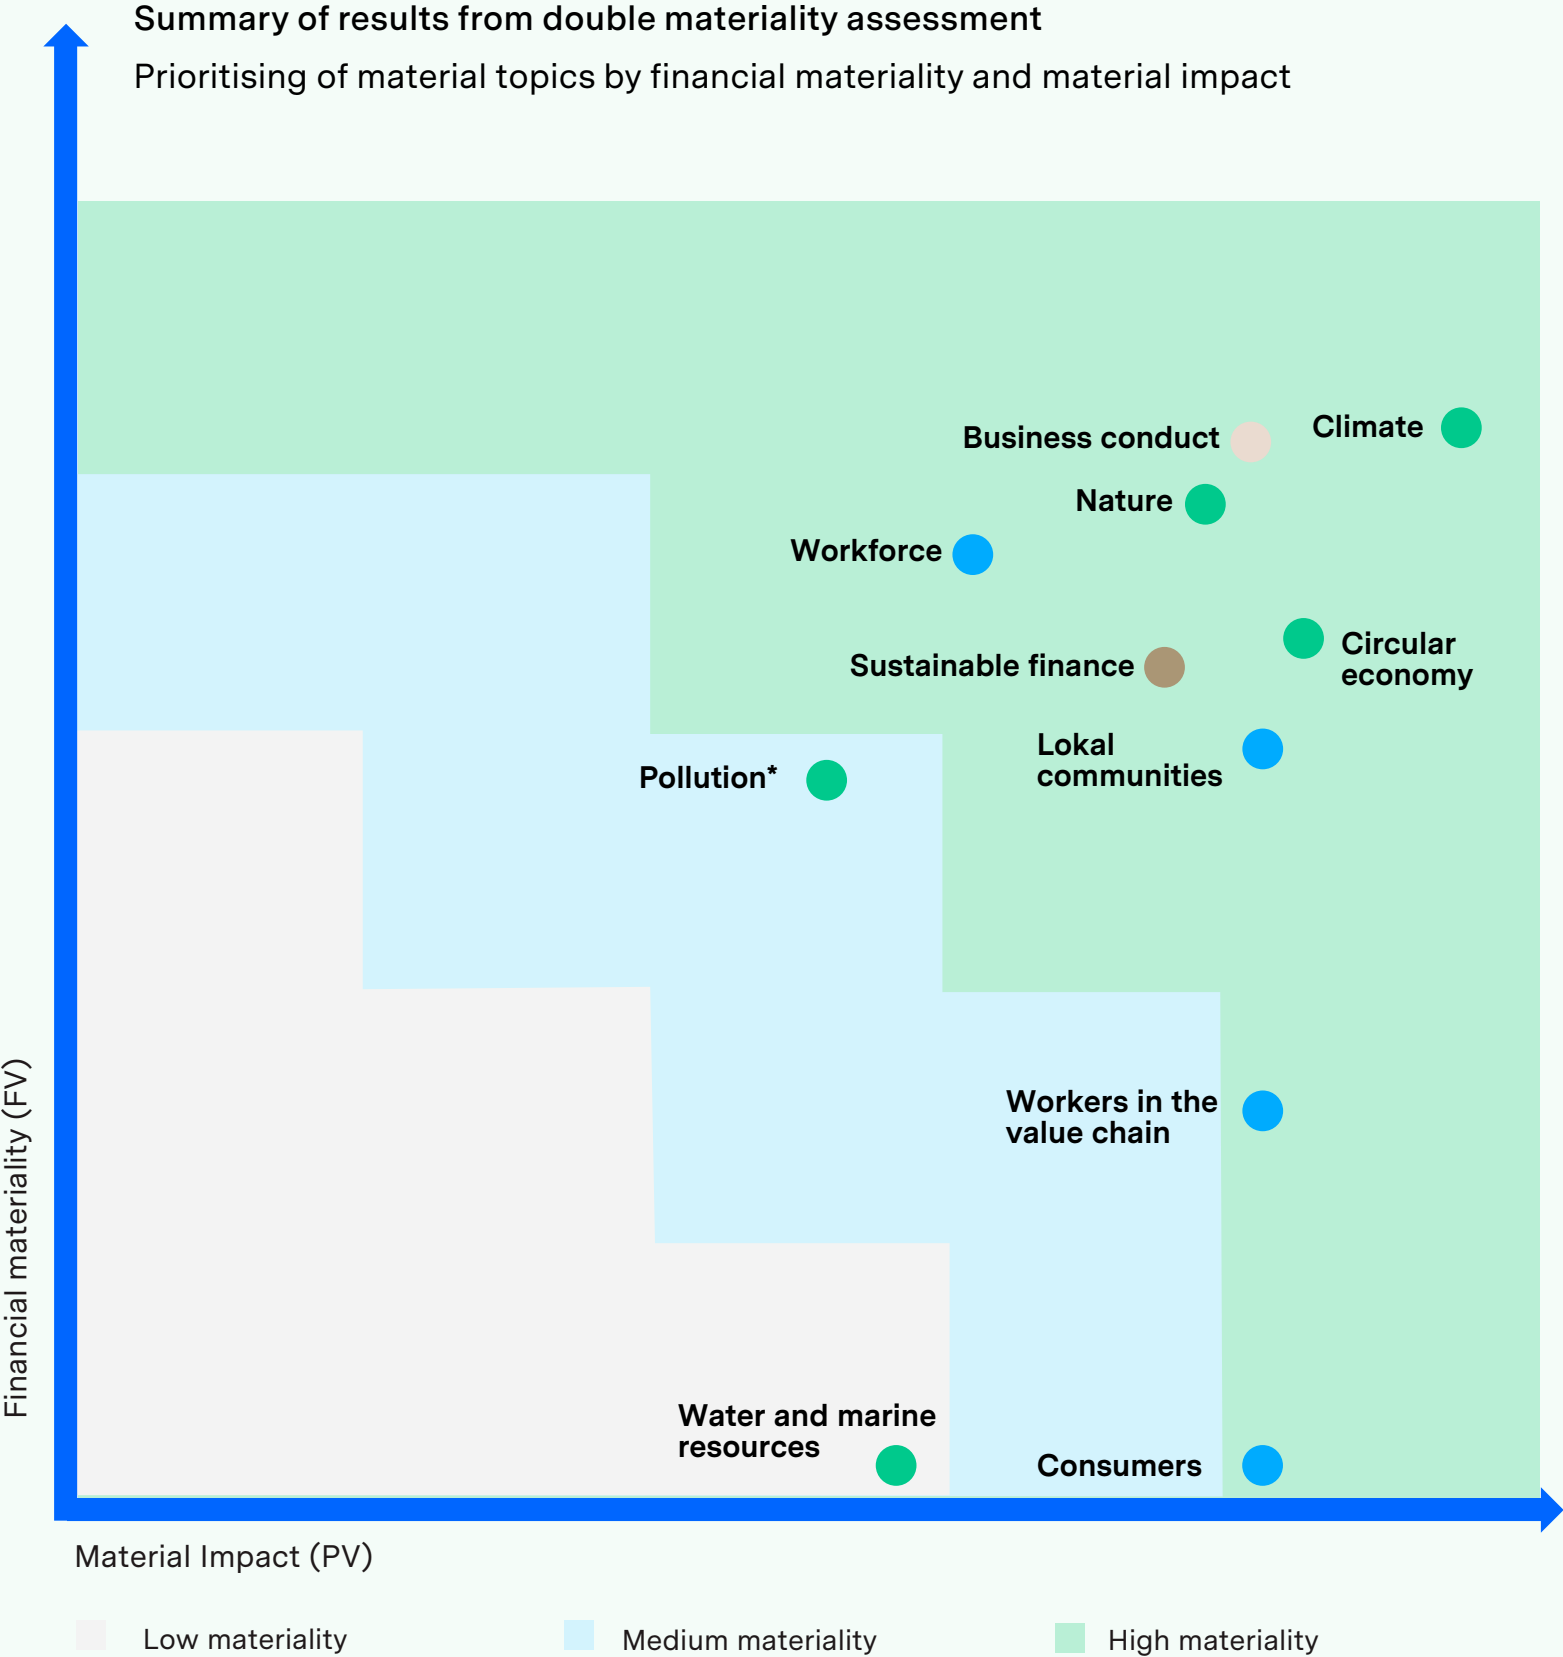 Summary of results from double materiality assessment
Prioritising of material topics by financial materiality and material impact
Business conduct
Climate
Nature
Workforce
Circular
economy
Sustainable finance
Lokal
communities
Pollution*
Workers in the
value chain
Water and marine
resources
Consumers
Financial materiality (FV)
Material Impact (PV)
Low materiality
Medium materiality
High materiality